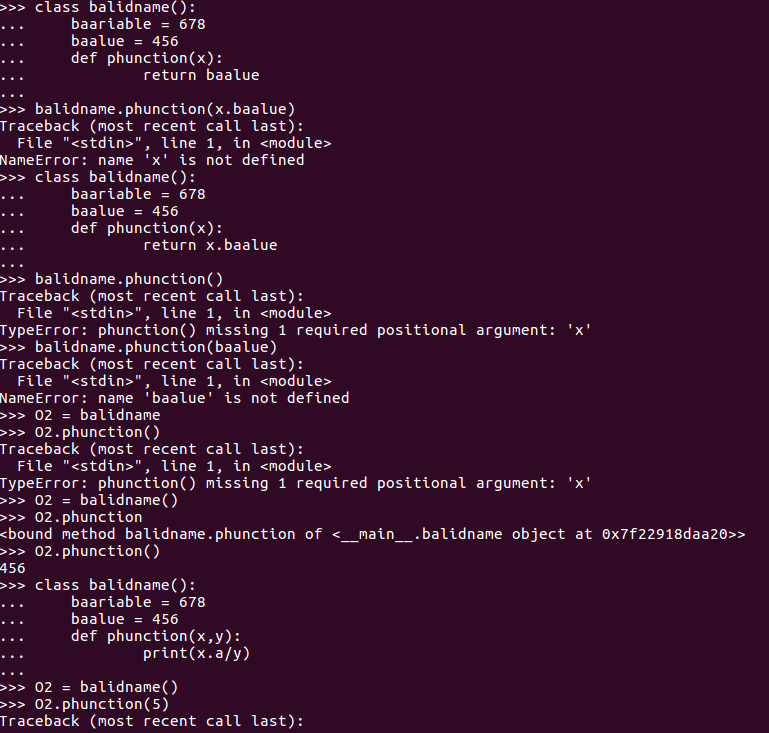 >>> class balidname():
...     baariable = 678
...     baalue = 456
...     def phunction(x):
...             return baalue
...
>>> balidname.phunction(x.baalue)
Traceback (most recent call last):
  File "<stdin>", line 1, in <module>
NameError: name 'x' is not defined
>>> class balidname():
...     baariable = 678
...     baalue = 456
...     def phunction(x):
...             return x.baalue
...
>>> balidname.phunction()
Traceback (most recent call last):
  File "<stdin>", line 1, in <module>
TypeError: phunction() missing 1 required positional argument: 'x'
>>> balidname.phunction(baalue)
Traceback (most recent call last):
  File "<stdin>", line 1, in <module>
NameError: name 'baalue' is not defined
>>> O2 = balidname
>>> O2.phunction()
Traceback (most recent call last):
  File "<stdin>", line 1, in <module>
TypeError: phunction() missing 1 required positional argument: 'x'
>>> O2 = balidname()
>>> O2.phunction
<bound method balidname.phunction of <__main__.balidname object at 0x7f22918daa20>>
>>> O2.phunction()
456
>>> class balidname():
...     baariable = 678
...     baalue = 456
...     def phunction(x,y):
...             print(x.a/y)
...
>>> O2 = balidname()
>>> O2.phunction(5)
Traceback (most recent call last):